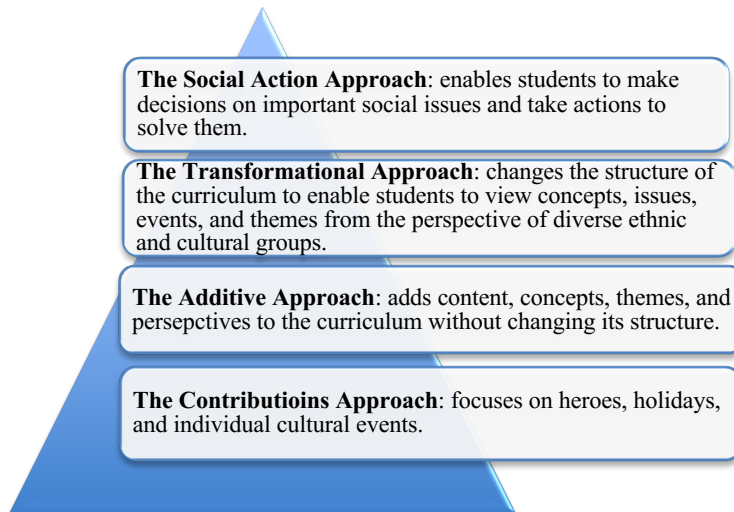 The Social Action Approach: enables students to make
decisions on important social issues and take actions to
solve them.
The Transformational Approach: changes the structure of
the curriculum to enable students to view concepts, issues,
events, and themes from the perspective of diverse ethnic
and cultural groups.
The Additive Approach: adds content, concepts, themes, and
persepctives to the curriculum without changing its structure.
The Contributioins Approach: focuses on heroes, holidays,
and individual cultural events.